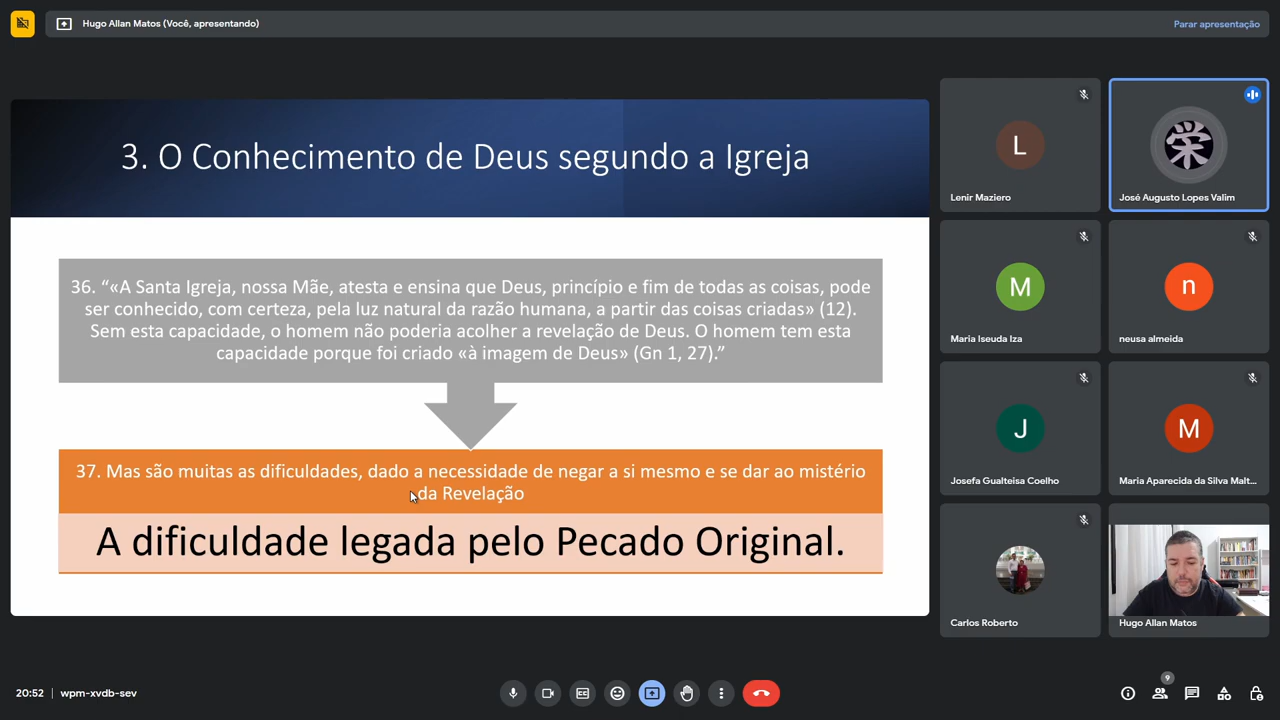 Hugo Allan Matos (Você, apresentando)
Parar apresentação
3. O Conhecimento de Deus segundo a Igreja
36. “«A Santa Igreja, nossa Mãe, atesta e ensina que Deus, princípio e fim de todas as coisas, pode
ser conhecido, com certeza, pela luz natural da razão humana, a partir das coisas criadas» (12).
Sem esta capacidade, o homem não poderia acolher a revelação de Deus. O homem tem esta
capacidade porque foi criado «à imagem de Deus» (Gn 1, 27).”
37. Mas são muitas as dificuldades, dado a necessidade de negar a si mesmo e se dar ao mistério
da Revelação
A dificuldade legada pelo Pecado Original.
L
Lenir Maziero
栄
José Augusto Lopes Valim
M
Maria Iseuda Iza
n
neusa almeida
J
Josefa Gualteisa Coelho
M
Maria Aparecida da Silva Malt...
Carlos Roberto
Hugo Allan Matos
20:52
wpm-xvdb-sev
CC
9